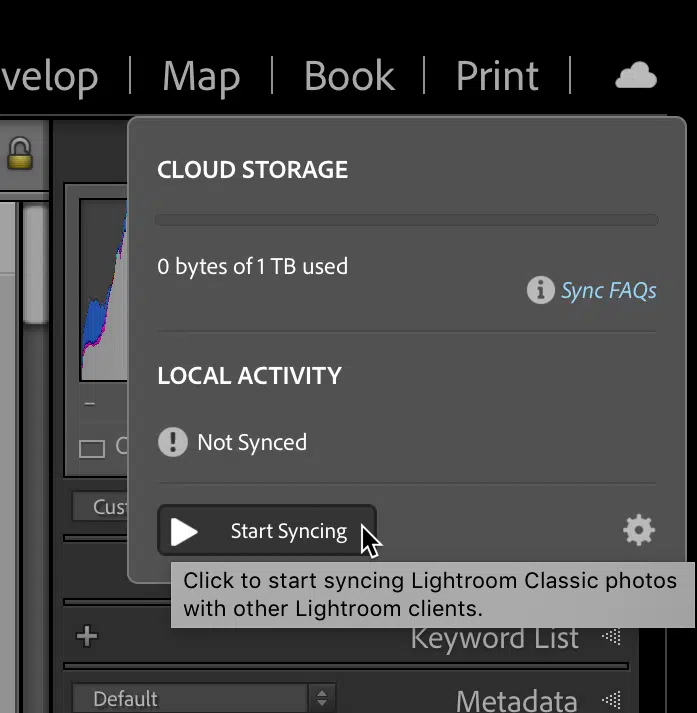 velop | Map | Book | Print |
CLOUD STORAGE
0 bytes of 1 TB used
Sync FAQs
LOCAL ACTIVITY
Not Synced
Cust
Start Syncing
Click to start syncing Lightroom Classic photos
with other Lightroom clients.
Keyword List
Default
Metadata